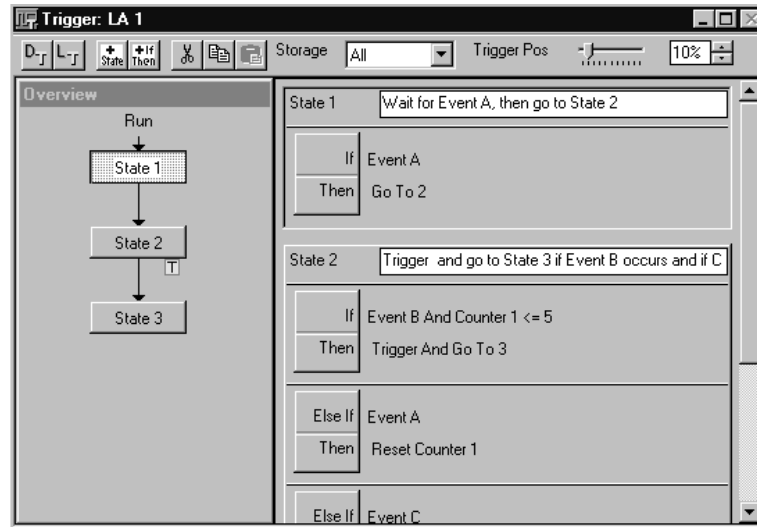 Trigger: LA 1
D L + State + If Then Storage All Trigger Pos 10%
Overview
Run
State 1
State 2
T
State 3
State 1 Wait for Event A, then go to State 2
If Event A
Then Go To 2
State 2 Trigger and go to State 3 if Event B occurs and if C
If Event B And Counter 1 <= 5
Then Trigger And Go To 3
Else If Event A
Then Reset Counter 1
Else If Event C